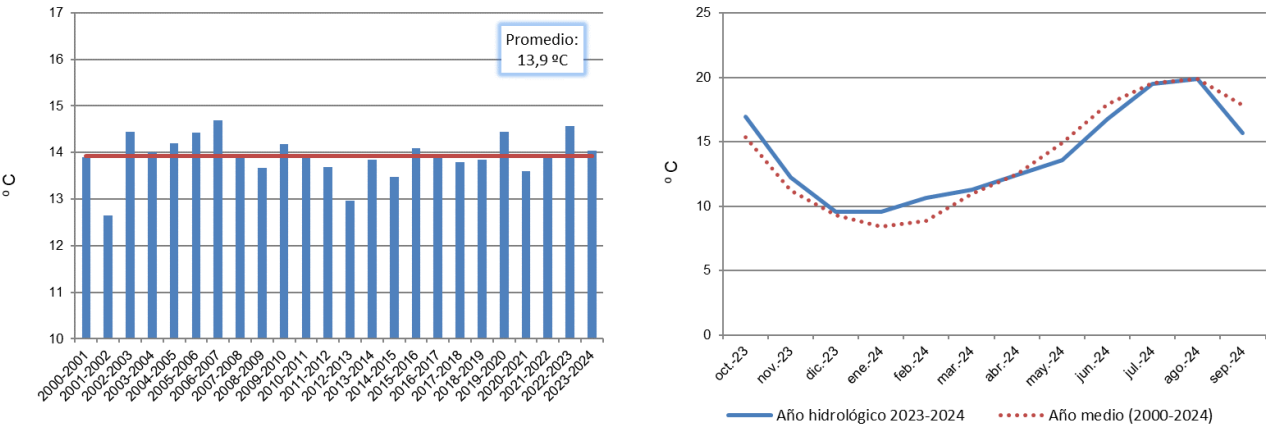 17
16
15
14
13
12
11
10
º C
Promedio:
13,9 ºC
2000-2001
2001-2002
2002-2003
2003-2004
2004-2005
2005-2006
2006-2007
2007-2008
2008-2009
2009-2010
2010-2011
2011-2012
2012-2013
2013-2014
2014-2015
2015-2016
2016-2017
2017-2018
2018-2019
2019-2020
2020-2021
2021-2022
2022-2023
2023-2024
25
20
15
10
5
0
º C
oct.-23
nov.-23
dic.-23
ene.-24
feb.-24
mar.-24
abr.-24
may.-24
jun.-24
jul.-24
ago.-24
sep.-24
Año hidrológico 2023-2024
Año medio (2000-2024)